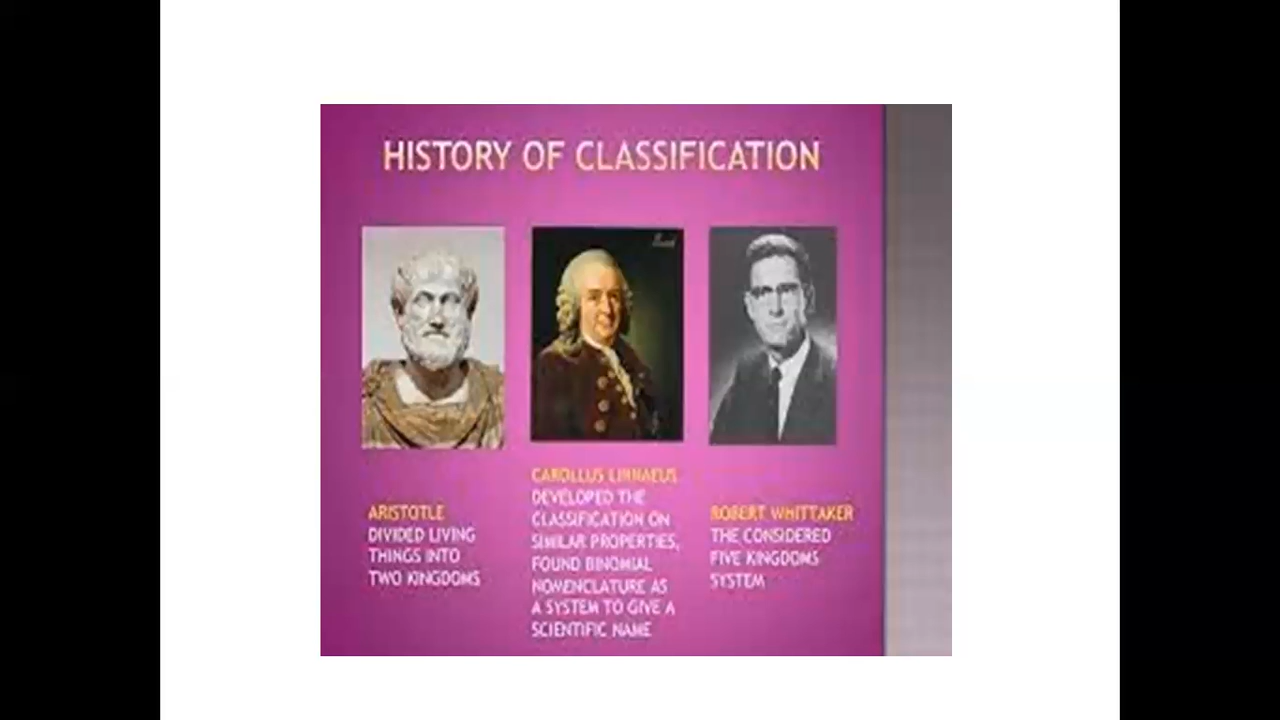 HISTORY OF CLASSIFICATION
ARISTOTLE
DIVIDED LIVING
THINGS INTO
TWO KINGDOMS
CAROLLUS LINNAEUS
DEVELOPED THE
CLASSIFICATION ON
SIMILAR PROPERTIES,
FOUND BINOMIAL
NOMENCLATURE AS
A SYSTEM TO GIVE A
SCIENTIFIC NAME
ROBERT WHITTAKER
THE CONSIDERED
FIVE KINGDOMS
SYSTEM